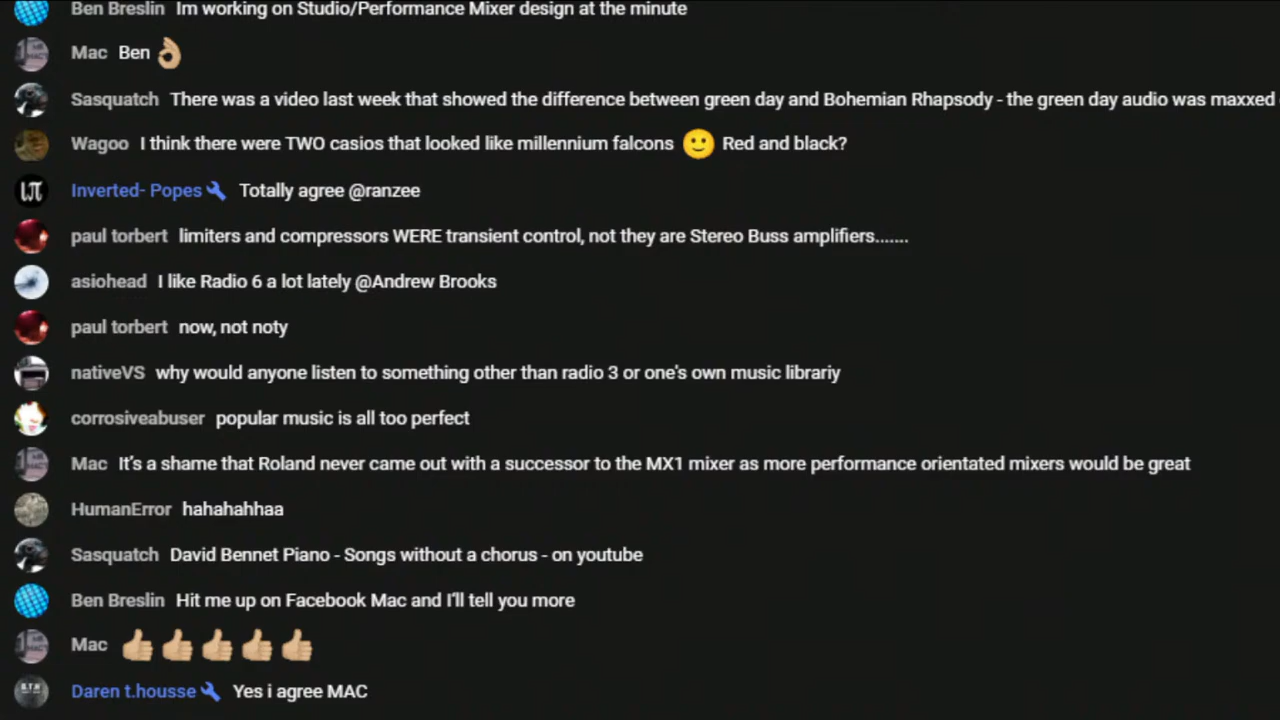 Ben Breslin Im working on Studio/Performance Mixer design at the minute
Mac Ben 👌🏼
Sasquatch There was a video last week that showed the difference between green day and Bohemian Rhapsody - the green day audio was maxxed
Wagoo I think there were TWO casios that looked like millennium falcons 🙂 Red and black?
Inverted- Popes Totally agree @ranzee
paul torbert limiters and compressors WERE transient control, not they are Stereo Buss amplifiers.......
asiohead I like Radio 6 a lot lately @Andrew Brooks
paul torbert now, not noty
nativeVS why would anyone listen to something other than radio 3 or one's own music librariy
corrosiveabuser popular music is all too perfect
Mac It's a shame that Roland never came out with a successor to the MX1 mixer as more performance orientated mixers would be great
HumanError hahahahhaa
Sasquatch David Bennet Piano - Songs without a chorus - on youtube
Ben Breslin Hit me up on Facebook Mac and I'll tell you more
Mac 👍🏼👍🏼👍🏼👍🏼👍🏼
Daren t.housse Yes i agree MAC